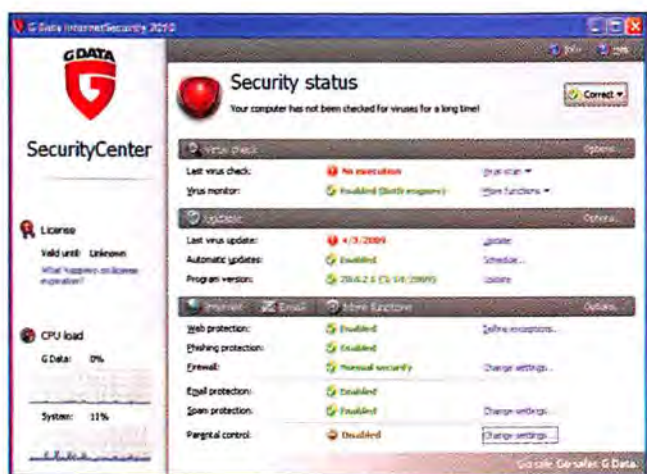 G Data InternetSecurity 2010
G DATA
SecurityCenter
Security status
Your computer has not been checked for viruses for a long time!
Correct
Virus check
Options...
Last virus check:
No execution
Virus scan
Virus monitor:
Enabled (Both engines)
More functions
Updates
Options...
Last virus update:
4/3/2009
Update
Automatic updates:
Enabled
Schedule...
Program version:
Update
Internet
Email
More functions
Options...
Web protection:
Enabled
Define exceptions...
Phishing protection:
Enabled
Firewall:
Normal security
Change settings...
Email protection:
Enabled
Spam protection:
Enabled
Change settings...
Parental control:
Disabled
Change settings...
License
Valid until: Unknown
What happens on license
expiration?
CPU load
G Data: 0%
System: 11%
Go safer. G Data.